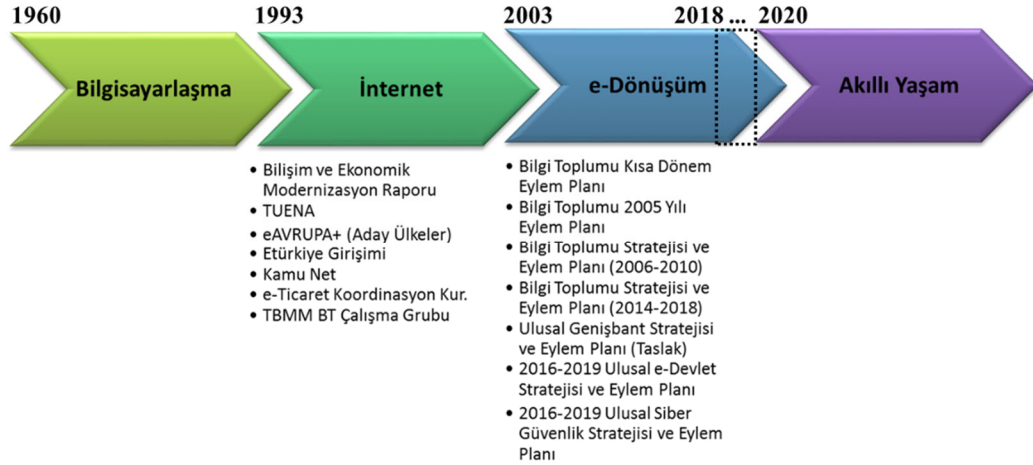 1960 1993 2003 2018 ... 2020
Bilgisayarlaşma
İnternet
e-Dönüşüm
Akıllı Yaşam
• Bilişim ve Ekonomik
Modernizasyon Raporu
• TUENA
• eAVRUPA+ (Aday Ülkeler)
• Etürkiye Girişimi
• Kamu Net
• e-Ticaret Koordinasyon Kur.
• TBMM BT Çalışma Grubu
• Bilgi Toplumu Kısa Dönem
Eylem Planı
• Bilgi Toplumu 2005 Yılı
Eylem Planı
• Bilgi Toplumu Stratejisi ve
Eylem Planı (2006-2010)
• Bilgi Toplumu Stratejisi ve
Eylem Planı (2014-2018)
• Ulusal Genişbant Stratejisi
ve Eylem Planı (Taslak)
• 2016-2019 Ulusal e-Devlet
Stratejisi ve Eylem Planı
• 2016-2019 Ulusal Siber
Güvenlik Stratejisi ve Eylem
Planı